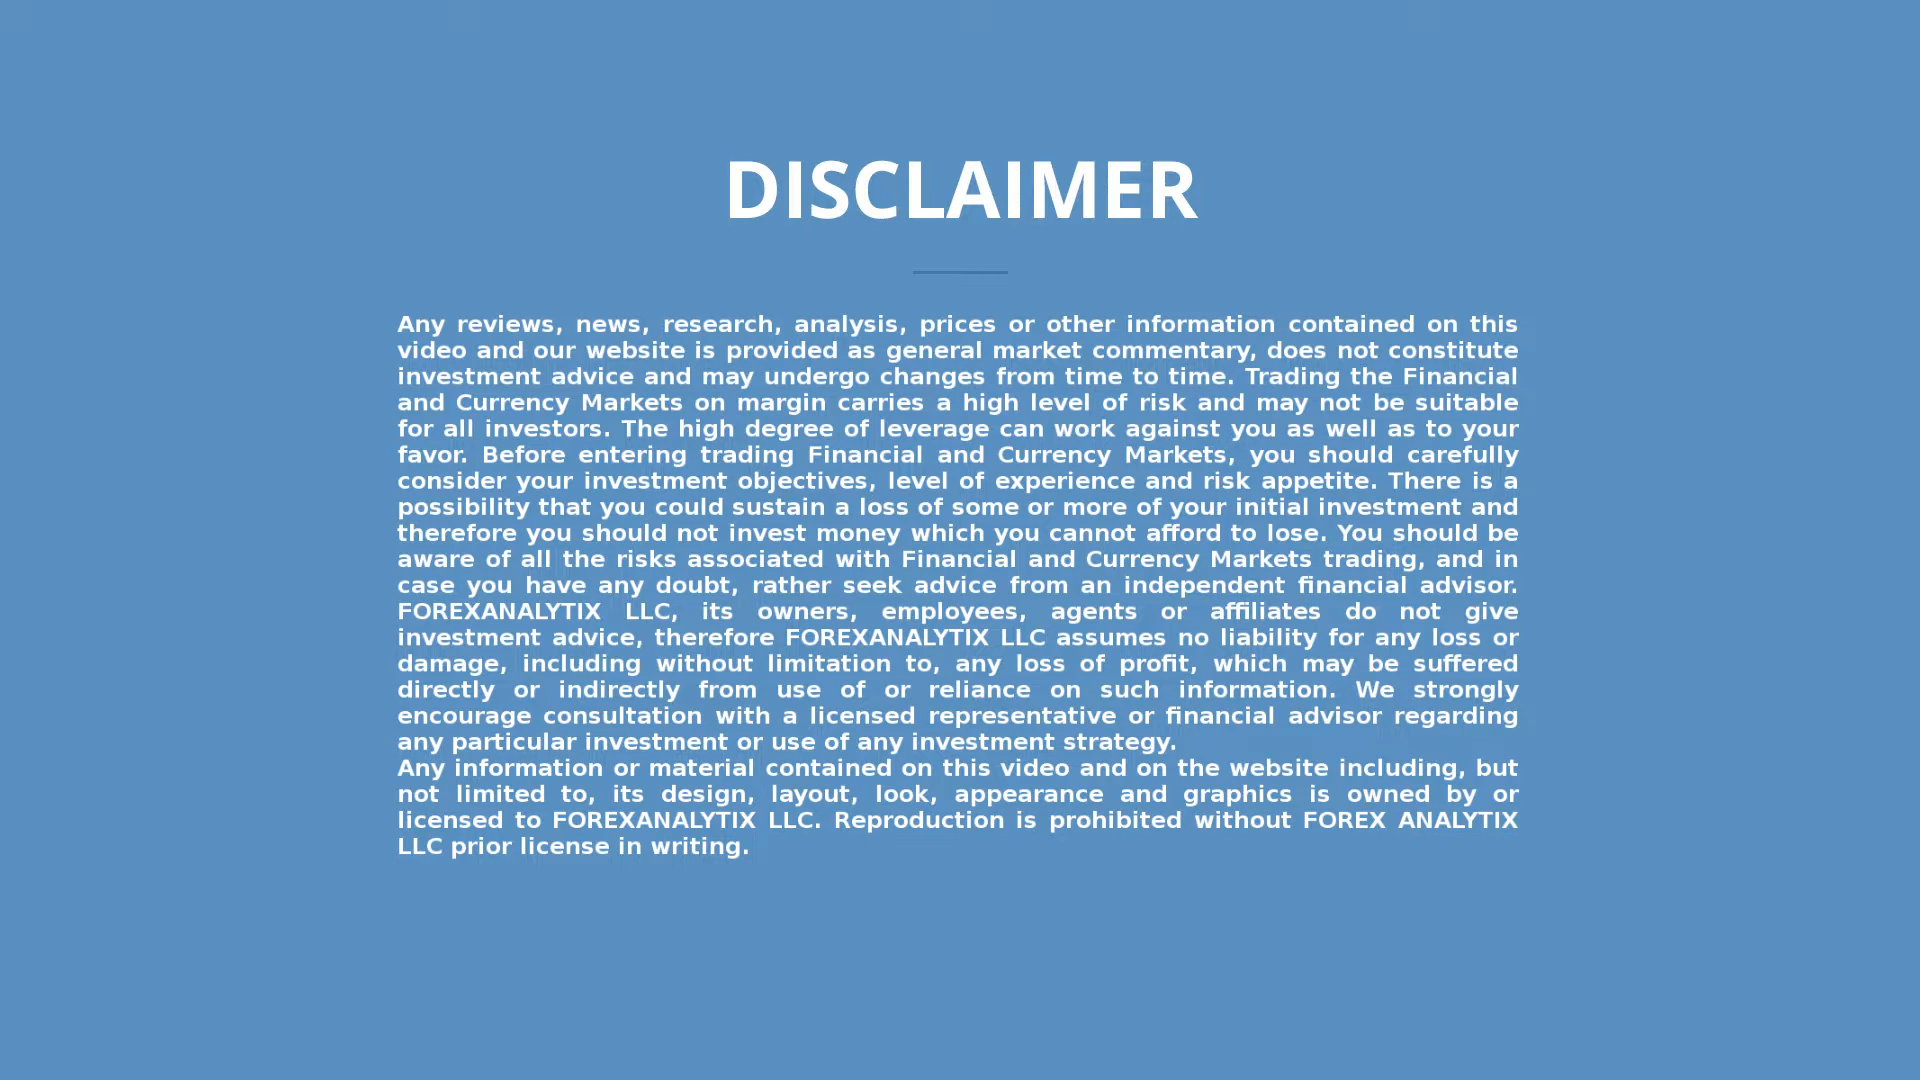 DISCLAIMER
Any reviews, news, research, analysis, prices or other information contained on this
video and our website is provided as general market commentary, does not constitute
investment advice and may undergo changes from time to time. Trading the Financial
and Currency Markets on margin carries a high level of risk and may not be suitable
for all investors. The high degree of leverage can work against you as well as to your
favor. Before entering trading Financial and Currency Markets, you should carefully
consider your investment objectives, level of experience and risk appetite. There is a
possibility that you could sustain a loss of some or more of your initial investment and
therefore you should not invest money which you cannot afford to lose. You should be
aware of all the risks associated with Financial and Currency Markets trading, and in
case you have any doubt, rather seek advice from an independent financial advisor.
FOREXANALYTIX LLC, its owners, employees, agents or affiliates do not give
investment advice, therefore FOREXANALYTIX LLC assumes no liability for any loss or
damage, including without limitation to, any loss of profit, which may be suffered
directly or indirectly from use of or reliance on such information. We strongly
encourage consultation with a licensed representative or financial advisor regarding
any particular investment or use of any investment strategy.
Any information or material contained on this video and on the website including, but
not limited to, its design, layout, look, appearance and graphics is owned by or
licensed to FOREXANALYTIX LLC. Reproduction is prohibited without FOREX ANALYTIX
LLC prior license in writing.